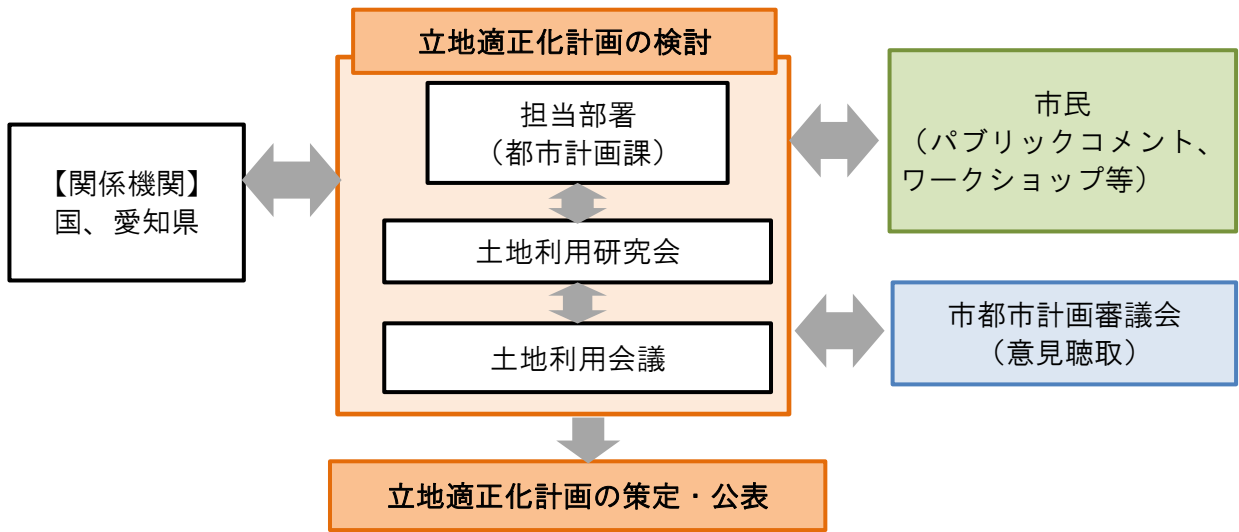 立地適正化計画の検討
担当部署
（都市計画課）
土地利用研究会
土地利用会議
【関係機関】
国、愛知県
市民
（パブリックコメント、
ワークショップ等）
市都市計画審議会
（意見聴取）
立地適正化計画の策定・公表